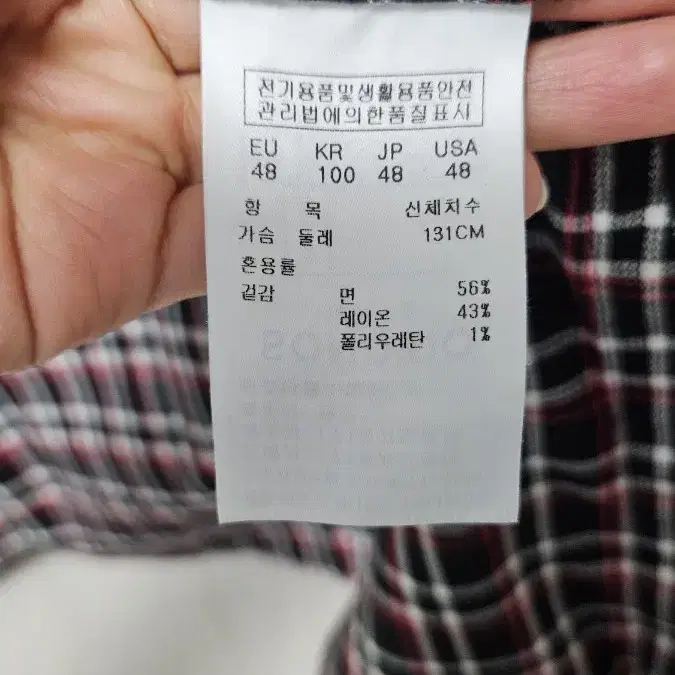 전기용품및생활용품안전
관리법에의한품질표시
EU KR JP USA
48 100 48 48
항 목 신체치수
가슴 둘레 131CM
혼용률
겉감 면 56%
레이온 43%
폴리우레탄 1%